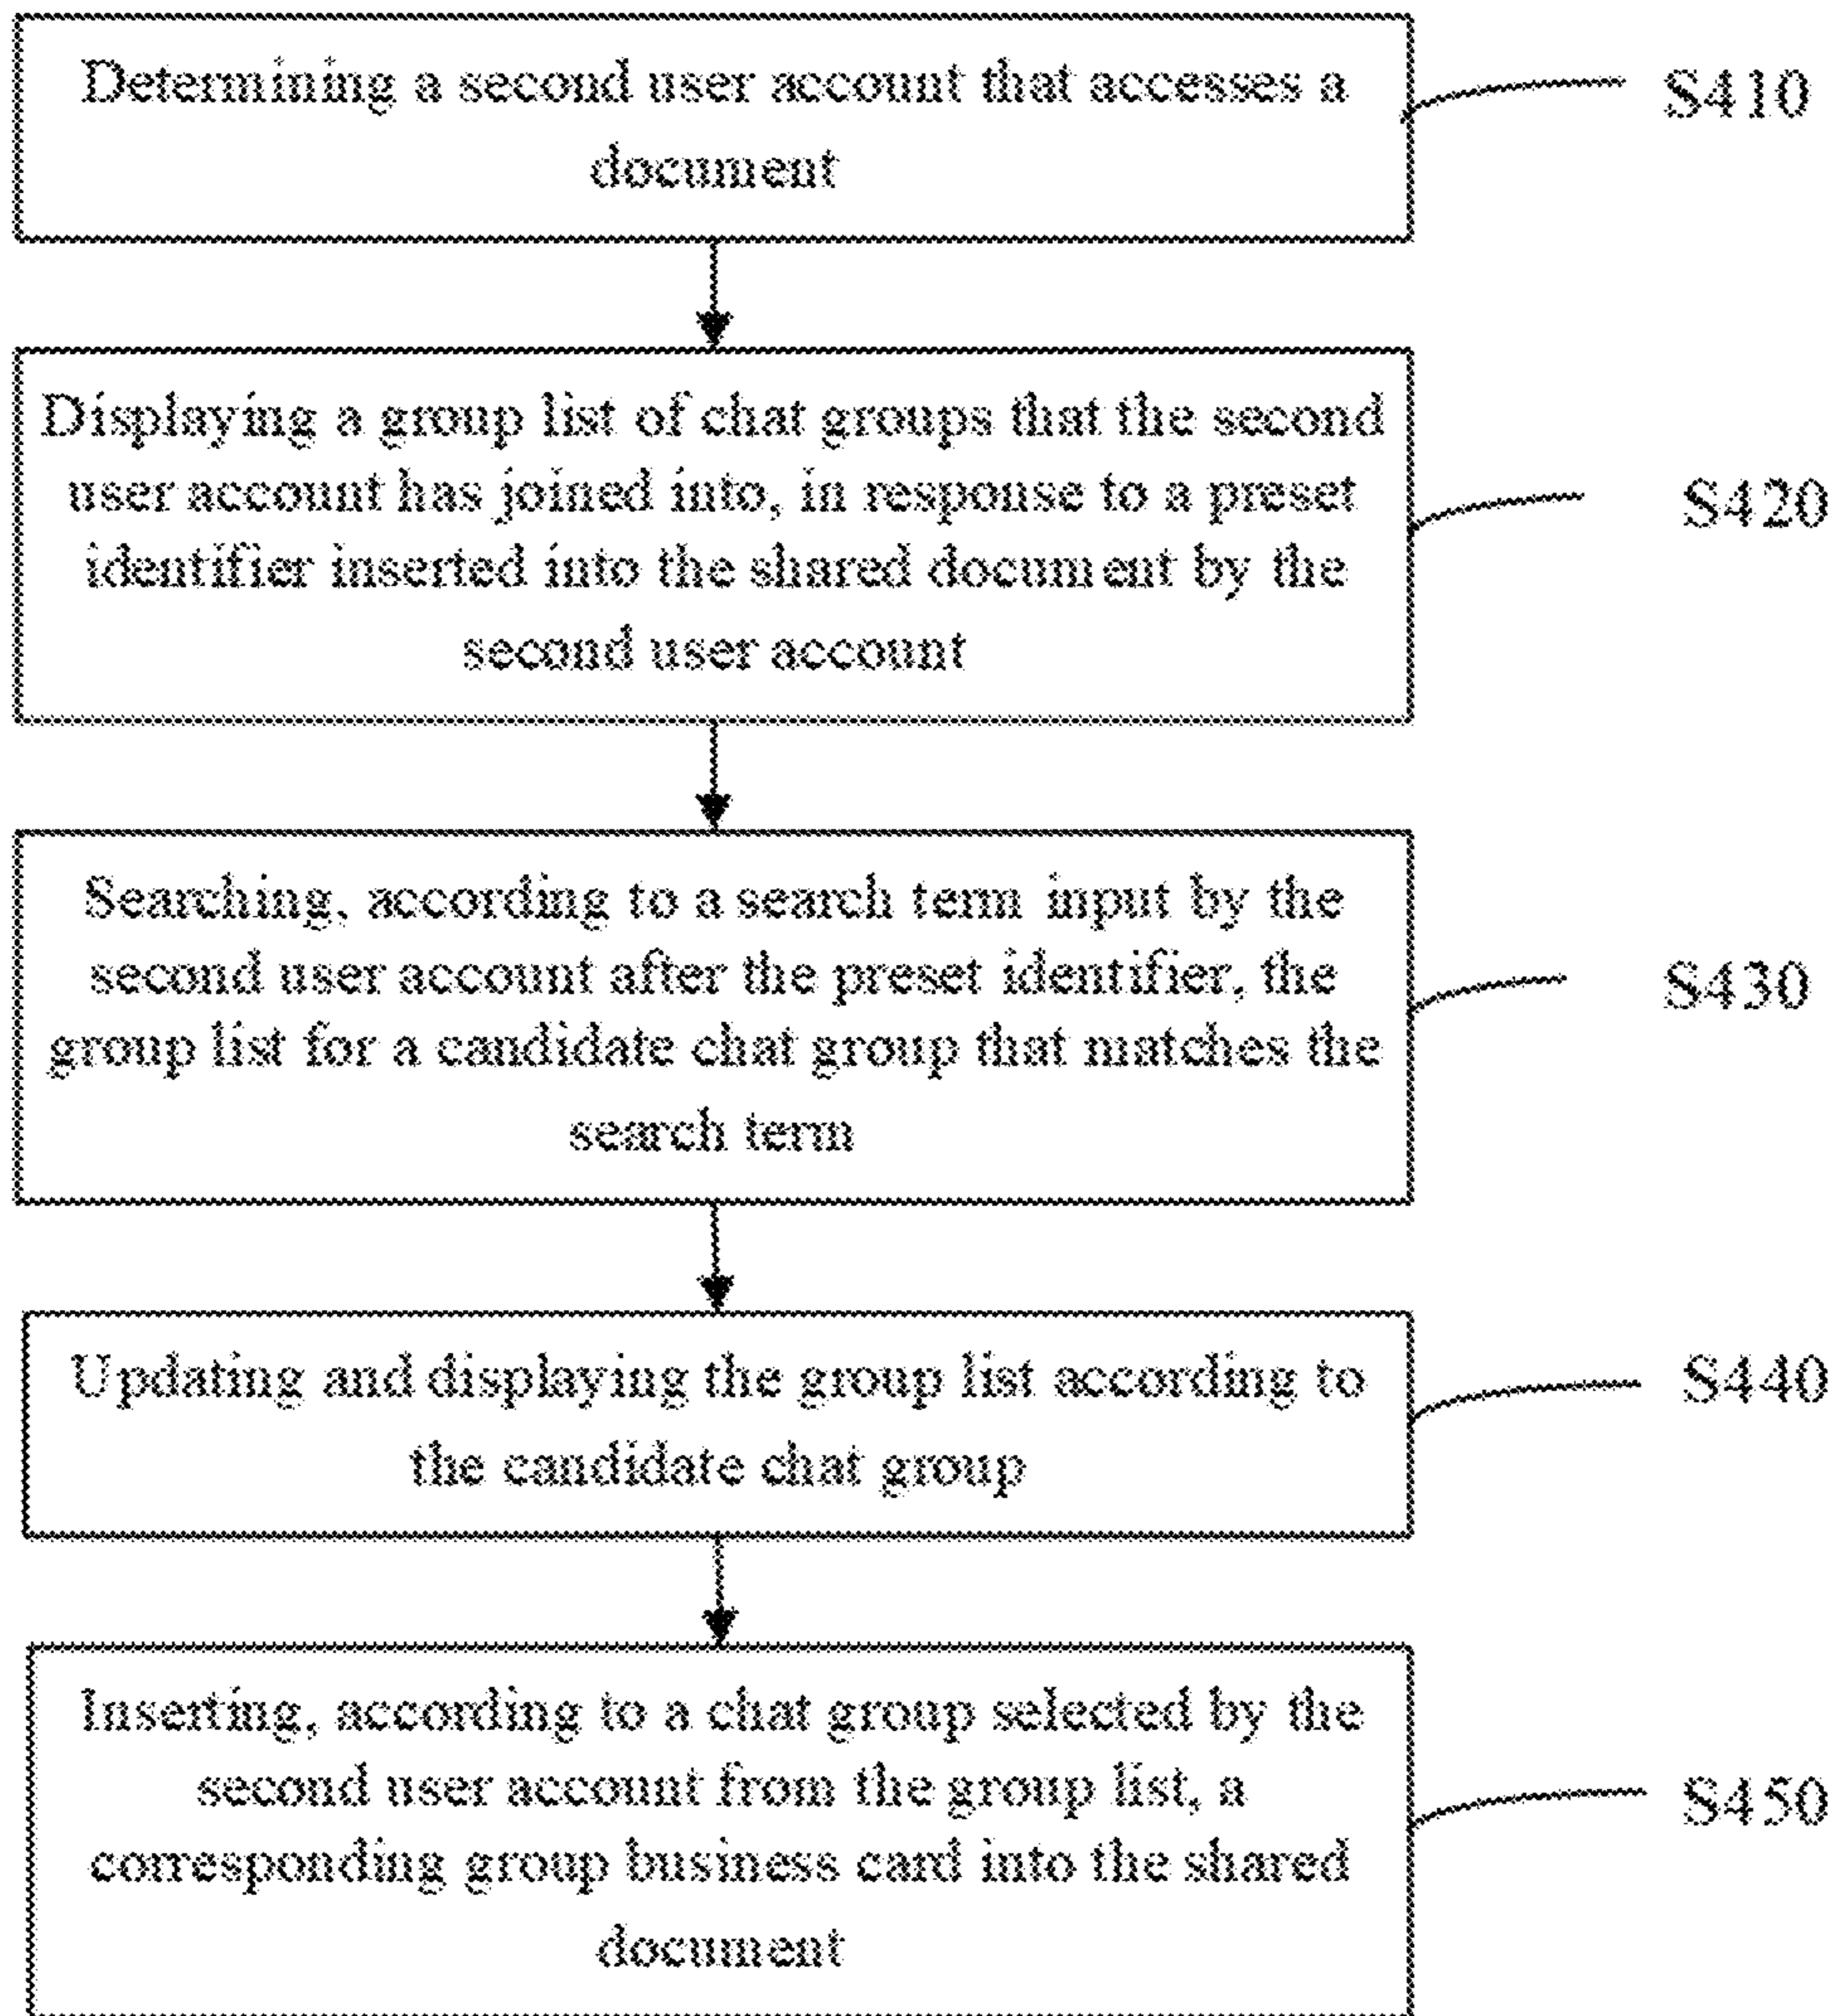 Determining a second user account that accesses a
document
S410
Displaying a group list of chat groups that the second
user account has joined into, in response to a preset
identifier inserted into the shared document by the
second user account
S420
Searching, according to a search term input by the
second user account after the preset identifier, the
group list for a candidate chat group that matches the
search term
S430
Updating and displaying the group list according to
the candidate chat group
S440
Inserting, according to a chat group selected by the
second user account from the group list, a
corresponding group business card into the shared
document
S450